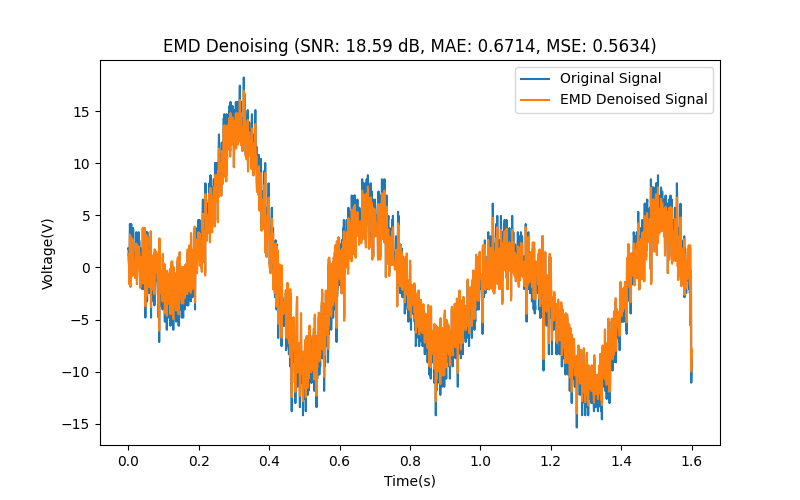 EMD Denoising (SNR: 18.59 dB, MAE: 0.6714, MSE: 0.5634)
Original Signal
EMD Denoised Signal
15
10
5
0
−5
−10
−15
Voltage(V)
0.0 0.2 0.4 0.6 0.8 1.0 1.2 1.4 1.6
Time(s)